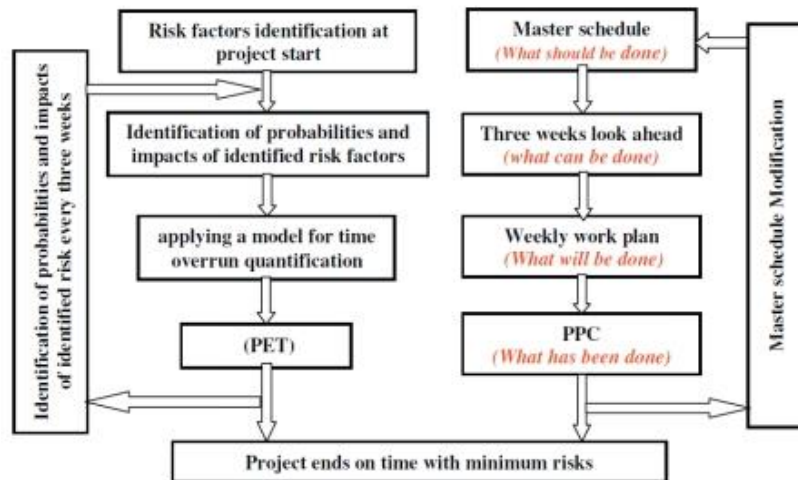 Risk factors identification at
project start
Identification of probabilities and
impacts of identified risk factors
applying a model for time
overrun quantification
(PET)
Identification of probabilities and impacts
of identified risk every three weeks
Master schedule
(What should be done)
Three weeks look ahead
(what can be done)
Weekly work plan
(What will be done)
PPC
(What has been done)
Master schedule Modification
Project ends on time with minimum risks